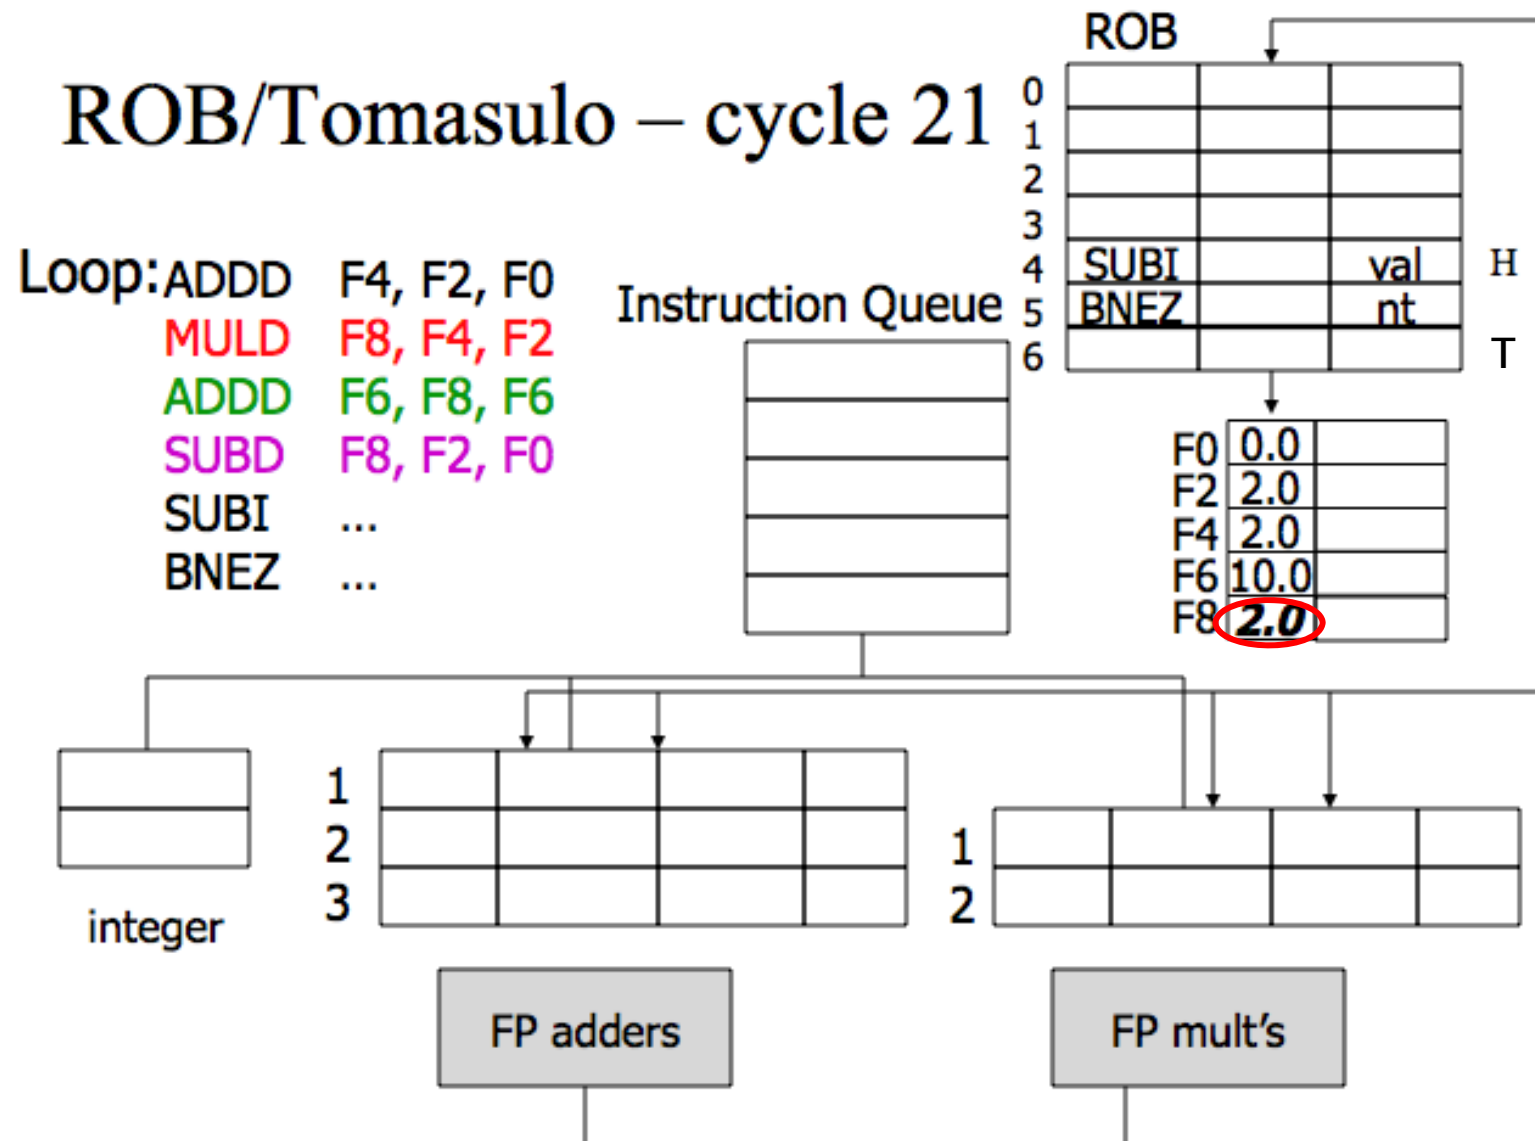 ROB/Tomasulo – cycle 21
ROB
0
1
2
3
4 SUBI val H
5 BNEZ nt
6 T
Loop: ADDD F4, F2, F0
MULD F8, F4, F2
ADDD F6, F8, F6
SUBD F8, F2, F0
SUBI ...
BNEZ ...
Instruction Queue
F0 0.0
F2 2.0
F4 2.0
F6 10.0
F8 2.0
integer
1
2
3
FP adders
1
2
FP mult's